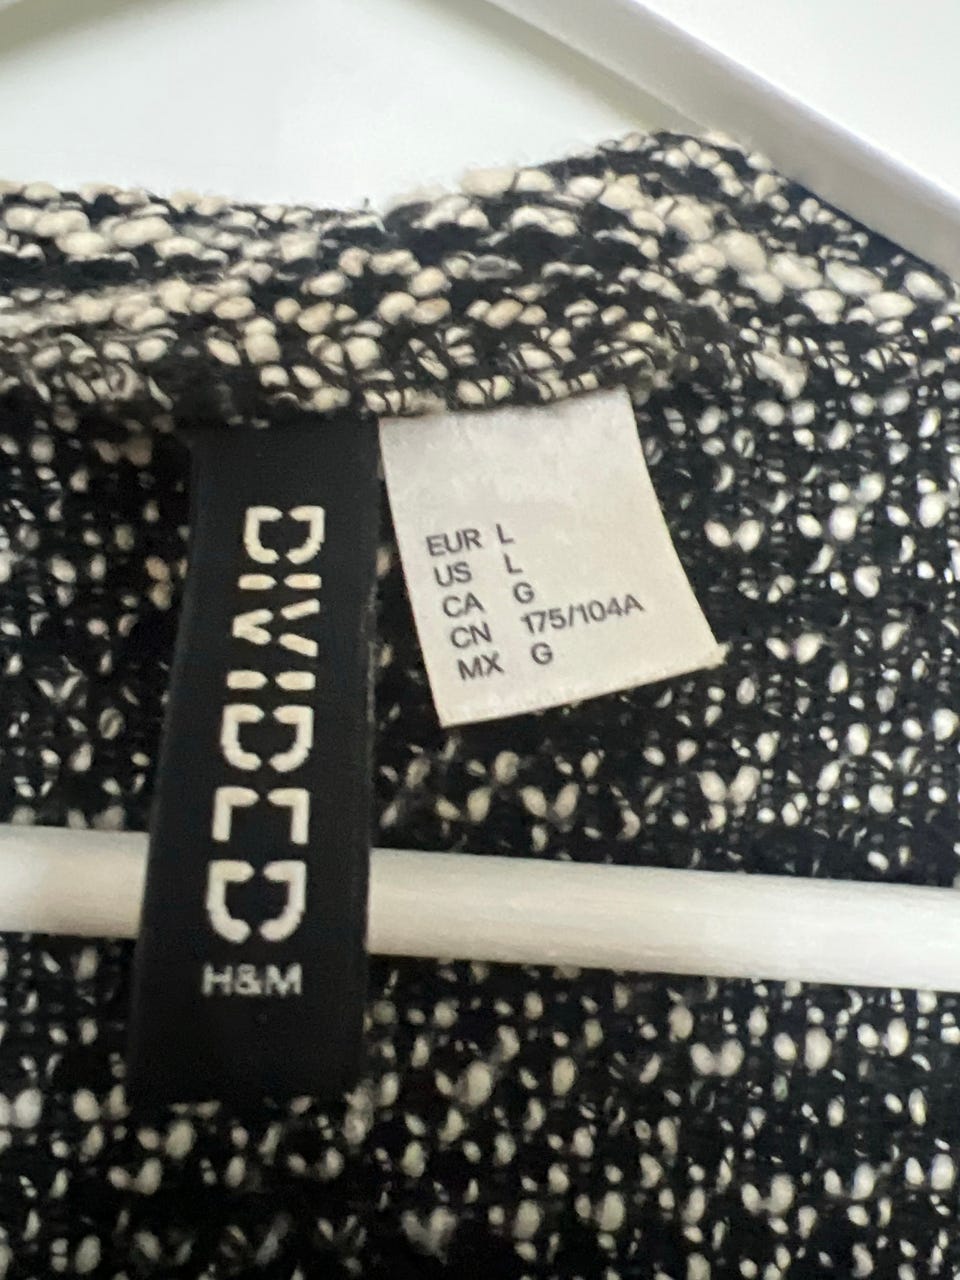 DIVIDED
H&M
EUR L
US L
CA G
CN 175/104A
MX G